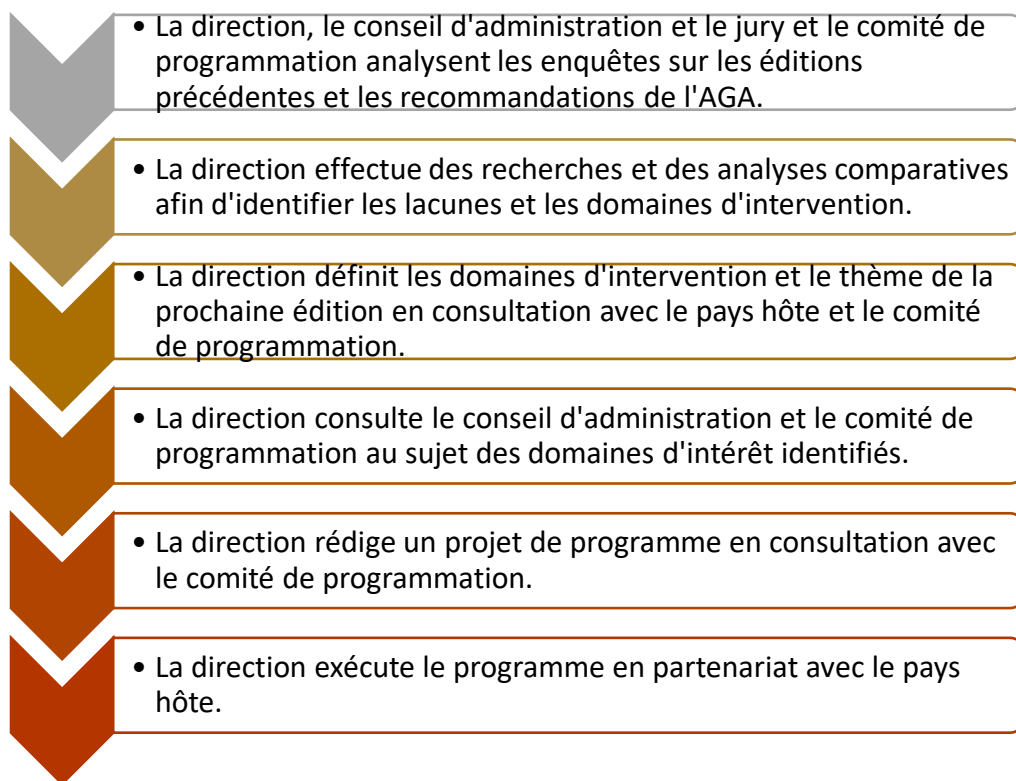 • La direction, le conseil d'administration et le jury et le comité de
programmation analysent les enquêtes sur les éditions
précédentes et les recommandations de l'AGA.
• La direction effectue des recherches et des analyses comparatives
afin d'identifier les lacunes et les domaines d'intervention.
• La direction définit les domaines d'intervention et le thème de la
prochaine édition en consultation avec le pays hôte et le comité
de programmation.
• La direction consulte le conseil d'administration et le comité de
programmation au sujet des domaines d'intérêt identifiés.
• La direction rédige un projet de programme en consultation avec
le comité de programmation.
• La direction exécute le programme en partenariat avec le pays
hôte.